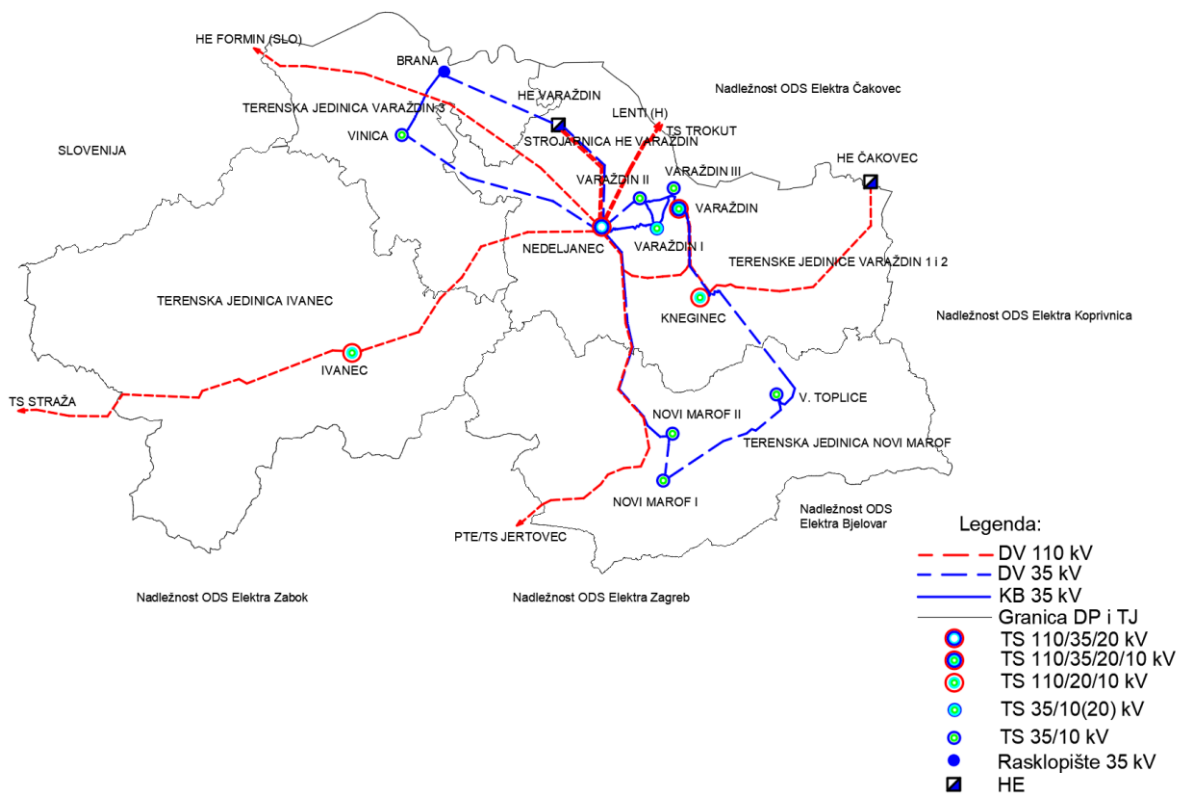 HE FORMIN (SLO)
BRANA
Nadležnost ODS Elektra Čakovec
HE VARAŽDIN
TERENSKA JEDINICA VARAŽDIN 3
LENTI (H)
TS TROKUT
VINICA
STROJARNICA HE VARAŽDIN
SLOVENIJA
HE ČAKOVEC
VARAŽDIN III
VARAŽDIN II
VARAŽDIN
NEDELJANEC
VARAŽDIN I
TERENSKE JEDINICE VARAŽDIN 1 i 2
TERENSKA JEDINICA IVANEC
KNEGINEC
Nadležnost ODS Elektra Koprivnica
IVANEC
TS STRAŽA
V. TOPLICE
NOVI MAROF II
TERENSKA JEDINICA NOVI MAROF
NOVI MAROF I
Nadležnost ODS
Elektra Bjelovar
PTE/TS JERTOVEC
Nadležnost ODS Elektra Zabok
Nadležnost ODS Elektra Zagreb
Legenda:
DV 110 kV
DV 35 kV
KB 35 kV
Granica DP i TJ
TS 110/35/20 kV
TS 110/35/20/10 kV
TS 110/20/10 kV
TS 35/10(20) kV
TS 35/10 kV
Rasklopište 35 kV
HE